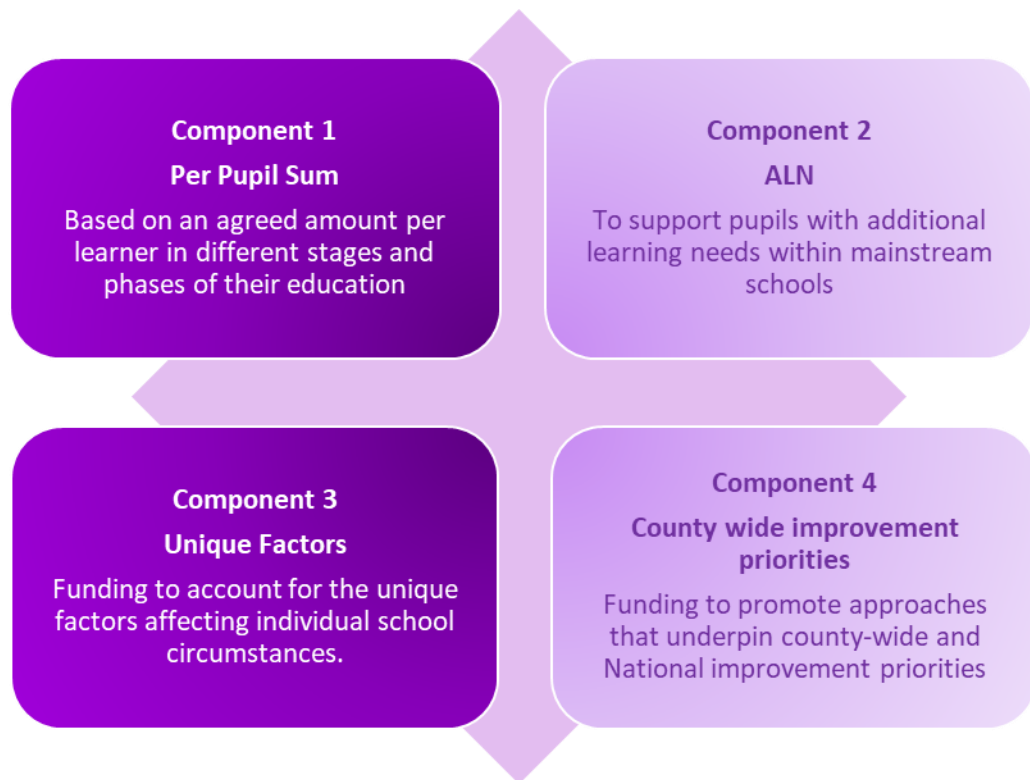 Component 1
Per Pupil Sum
Based on an agreed amount per
learner in different stages and
phases of their education
Component 2
ALN
To support pupils with additional
learning needs within mainstream
schools
Component 3
Unique Factors
Funding to account for the unique
factors affecting individual school
circumstances.
Component 4
County wide improvement
priorities
Funding to promote approaches
that underpin county-wide and
National improvement priorities